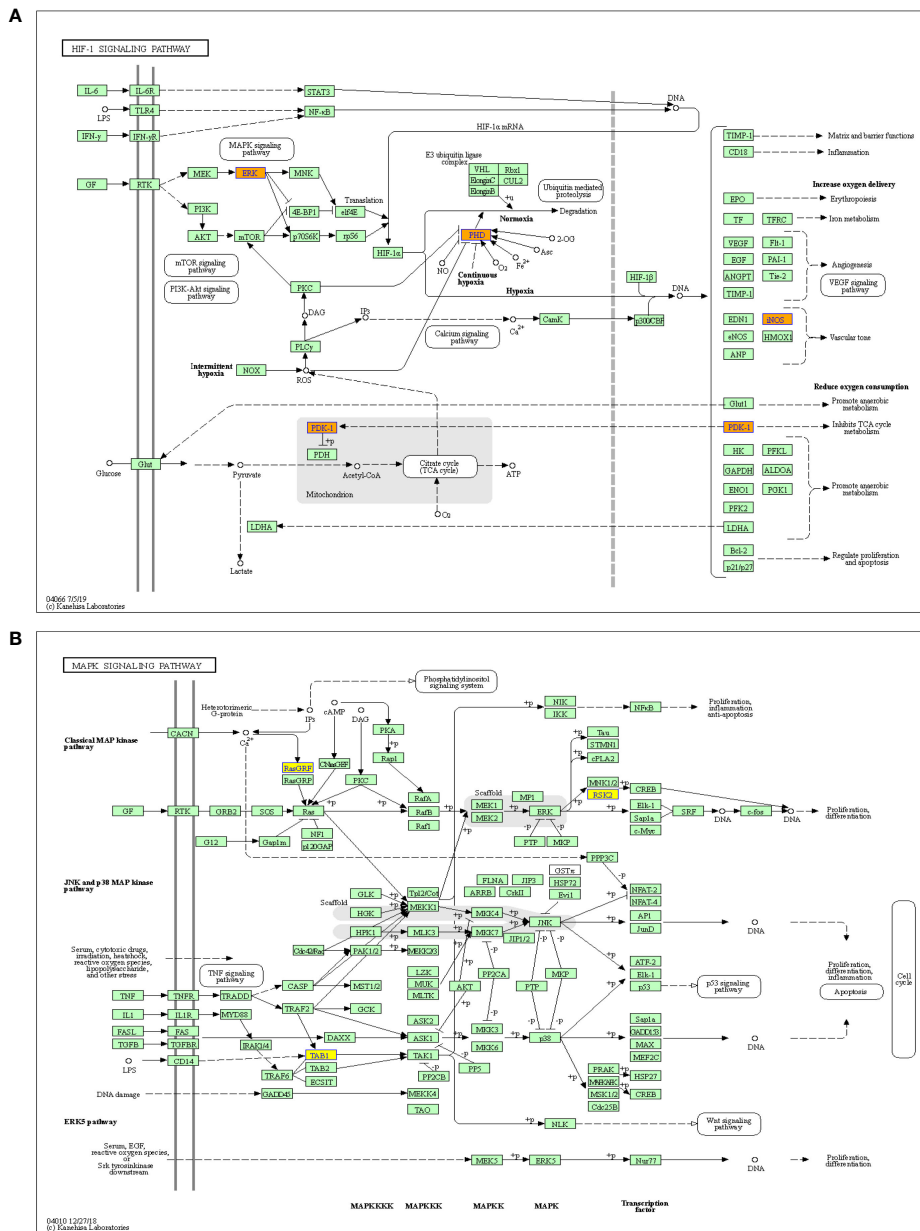 A
HIF-1 SIGNALING PATHWAY
IL-6
IL-6R
STAT3
DNA
TLR4
NF-κB
LPS
IFN-γ
IFN-γR
HIF-1α mRNA
MAPK signaling
pathway
E3 ubiquitin ligase
complex
VHL
Rbx1
ElonginC
CUL2
ElonginB
+u
Ubiquitin mediated
proteolysis
GF
RTK
MEK
ERK
MNK
Translation
PI3K
4E-BP1
eIF4E
Degradation
AKT
mTOR
p70S6K
rpS6
Normoxia
PHD
2-OG
Asc
Fe2+
O2
NO
HIF-1α
Continuous
hypoxia
mTOR signaling
pathway
PI3K-Akt signaling
pathway
PKC
Hypoxia
HIF-1β
DNA
DAG
IP3
Calcium signaling
pathway
Ca2+
CamK
p300CBP
PLCγ
Intermittent
hypoxia
NOX
ROS
TIMP-1
Matrix and barrier functions
CD18
Inflammation
Increase oxygen delivery
EPO
Erythropoiesis
TF
TFRC
Iron metabolism
VEGF
Flt-1
EGF
PAI-1
Angiogenesis
ANGPT
Tie-2
VEGF signaling
pathway
TIMP-1
EDN1
iNOS
eNOS
HMOX1
Vascular tone
ANP
Reduce oxygen consumption
Glut1
Promote anaerobic
metabolism
PDK-1
Inhibits TCA cycle
metabolism
HK
PFKL
GAPDH
ALDOA
ENO1
PGK1
Promote anaerobic
metabolism
PFK2
LDHA
Bcl-2
p21/p27
Regulate proliferation
and apoptosis
PDK-1
+p
PDH
Glucose
Glut
Pyruvate
Acetyl-CoA
Citrate cycle
(TCA cycle)
ATP
Mitochondrion
O2
LDHA
Lactate
04066 7/5/19
(c) Kanehisa Laboratories
B
MAPK SIGNALING PATHWAY
Phosphatidylinositol
signaling system
Heterotorimeric
G-protein
IP3
cAMP
DAG
NIK
IKK
+p
NFκB
Proliferation,
inflammation
anti-apoptosis
Classical MAP kinase
pathway
CACN
Ca2+
PKA
+p
Rap1
RasGRF
RasGRP
CNasGEF
PKC
+p
Tau
STMN1
cPLA2
+p
MNK1/2
RSK2
+p
CREB
RafA
RafB
Raf1
Scaffold
MEK1
MEK2
MP1
ERK
GF
RTK
GRB2
SOS
Ras
+p
+p
+p
+p
Elk-1
Sap1a
c-Myc
SRF
DNA
c-fos
DNA
Proliferation,
differentiation
G12
Gap1m
NF1
p120GAP
+p
-p
-p
PTP
MKP
PPP3C
-p
JNK and p38 MAP kinase
pathway
Scaffold
GLK
HGK
Tpl2/Cot
MEKK1
FLNA
JIP3
ARRB
CrkII
GSTπ
HSP72
Evi1
NFAT-2
NFAT-4
+p
MKK4
+p
JNK
HPK1
MLK3
+p
MKK7
+p
JIP1/2
+p
AP1
JunD
DNA
Serum, cytotoxic drugs,
irradiation, heatshock,
reactive oxygen species,
lipopolysaccharide,
and other stress
Cdc42/Rac
PAK1/2
MEKK2/3
TNF signaling
pathway
LZK
MUK
MLTK
AKT
-p
PP2CA
-p
PTP
MKP
ATF-2
Elk-1
p53
p53 signaling
pathway
Proliferation,
differentiation,
inflammation
Apoptosis
Cell
cycle
CASP
MST1/2
TNF
TNFR
TRADD
TRAF2
GCK
IL1
IL1R
MYD88
ASK2
MKK3
-p
-p
Sap1a
GADD153
MAX
MEF2C
DNA
FASL
FAS
DAXX
ASK1
+p
MKK6
+p
p38
+p
TGFB
TGFBR
IRAK1/4
TAB1
TAK1
-p
LPS
CD14
TAB2
ECSIT
TRAF6
PP2CB
-p
PP5
+p
PRAK
MAPKAPK
MSK1/2
Cdc25B
+p
HSP27
+p
CREB
DNA damage
GADD45
MEKK4
TAO
+p
NLK
Wnt signaling
pathway
ERK5 pathway
Serum, EGF,
reactive oxygen species,
or
Srk tyrosinkinase
downstream
MEK5
+p
ERK5
+p
Nur77
DNA
Proliferation,
differentiation
MAPKKKK
MAPKKK
MAPKK
MAPK
Transcription
factor
04010 12/27/18
(c) Kanehisa Laboratories